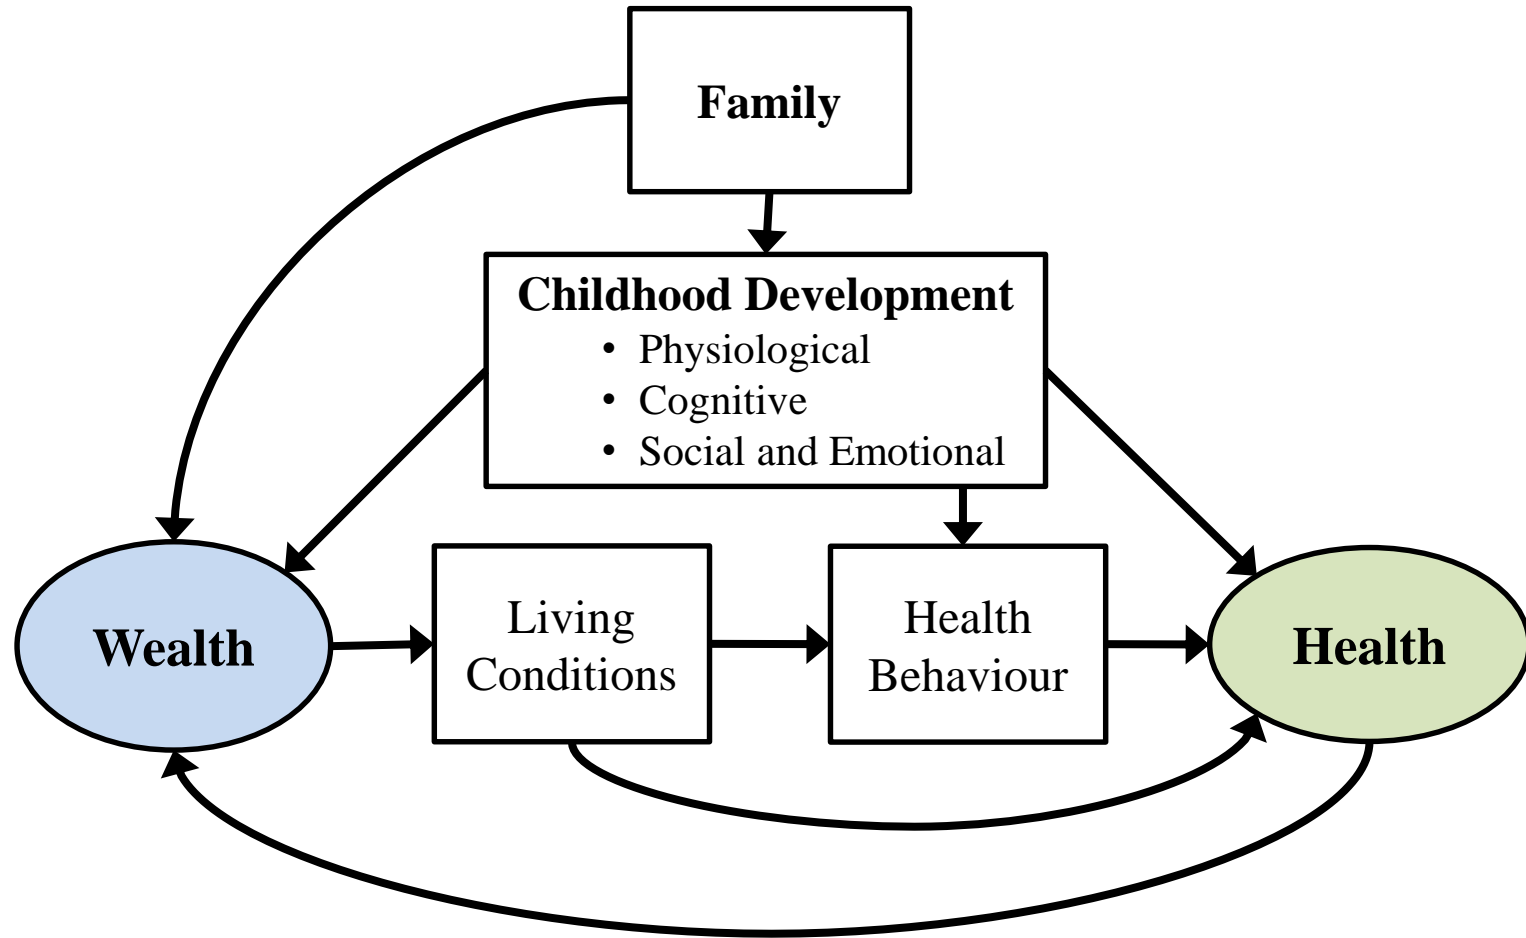 Family
Childhood Development
• Physiological
• Cognitive
• Social and Emotional
Wealth
Living
Conditions
Health
Behaviour
Health